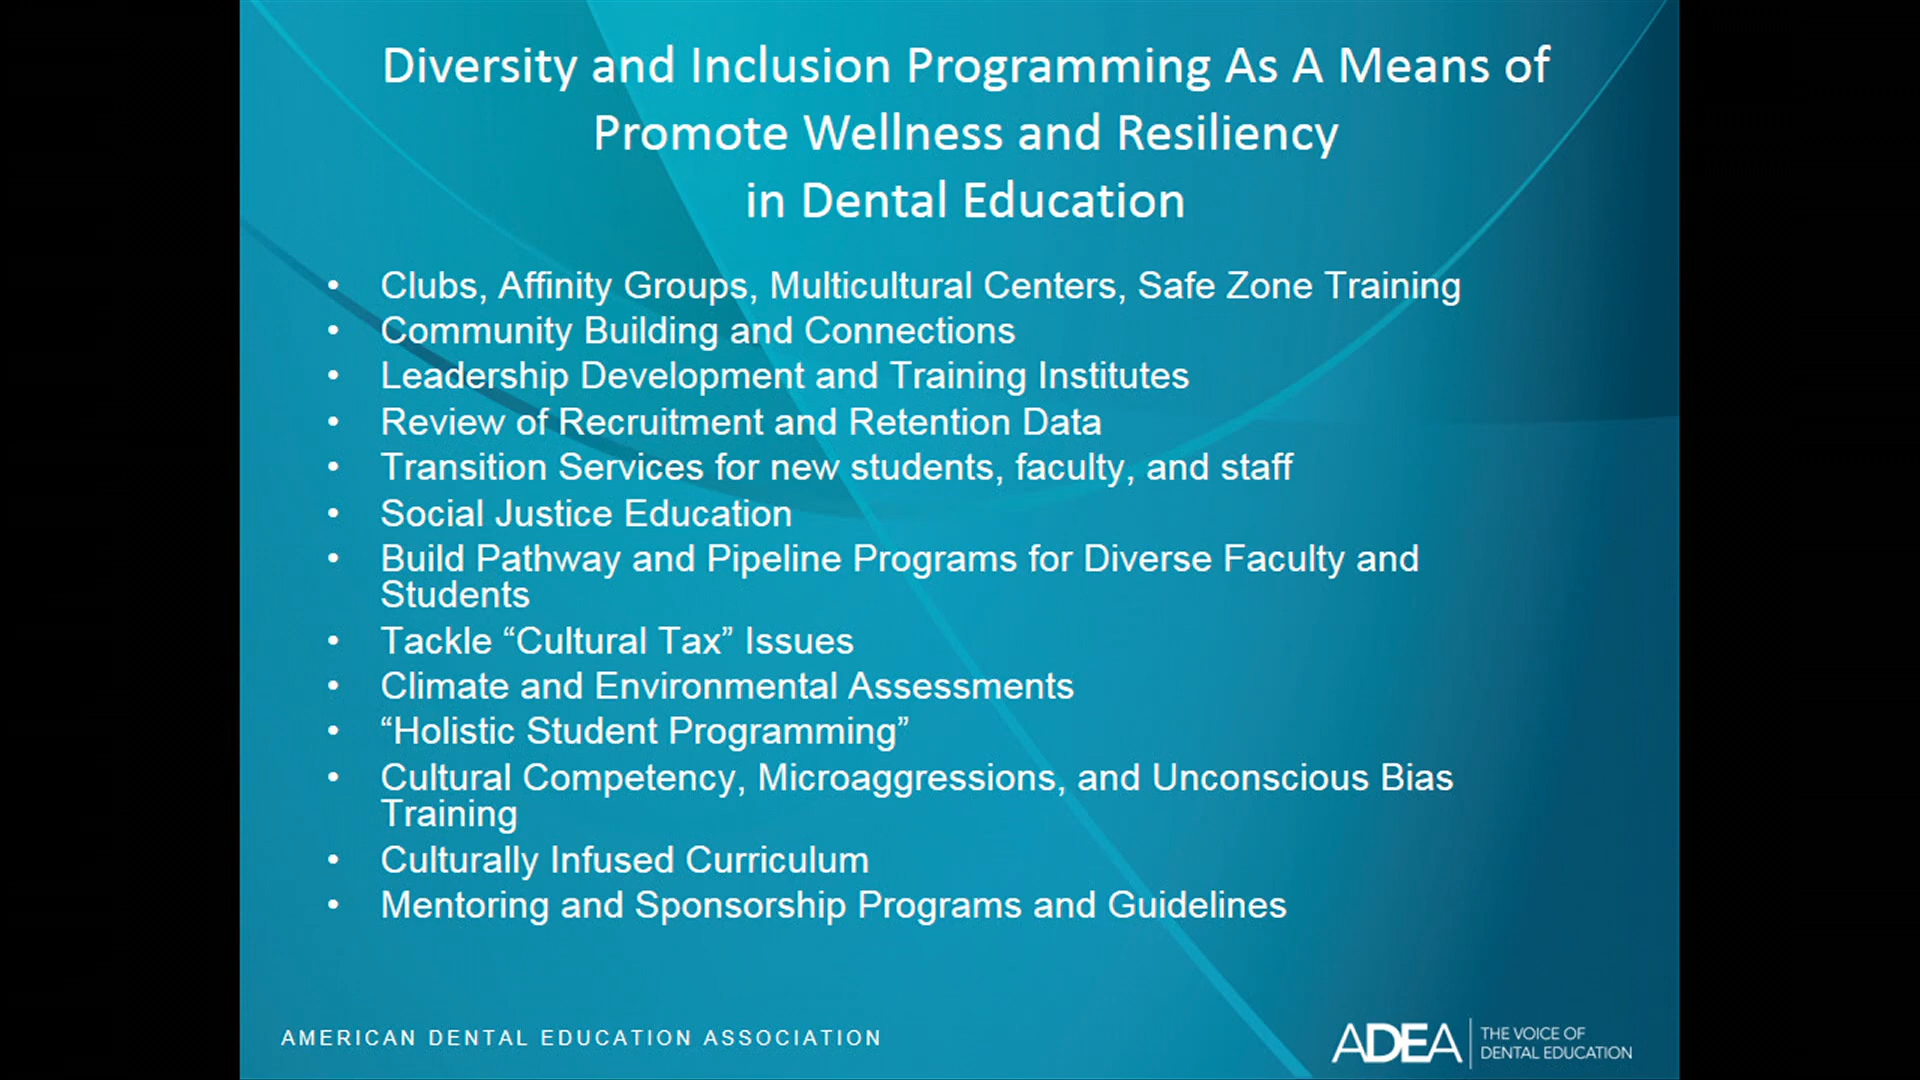 Diversity and Inclusion Programming As A Means of
Promote Wellness and Resiliency
in Dental Education
• Clubs, Affinity Groups, Multicultural Centers, Safe Zone Training
• Community Building and Connections
• Leadership Development and Training Institutes
• Review of Recruitment and Retention Data
• Transition Services for new students, faculty, and staff
• Social Justice Education
• Build Pathway and Pipeline Programs for Diverse Faculty and
Students
• Tackle “Cultural Tax” Issues
• Climate and Environmental Assessments
• “Holistic Student Programming”
• Cultural Competency, Microaggressions, and Unconscious Bias
Training
• Culturally Infused Curriculum
• Mentoring and Sponsorship Programs and Guidelines
AMERICAN DENTAL EDUCATION ASSOCIATION
ADEA
THE VOICE OF
DENTAL EDUCATION